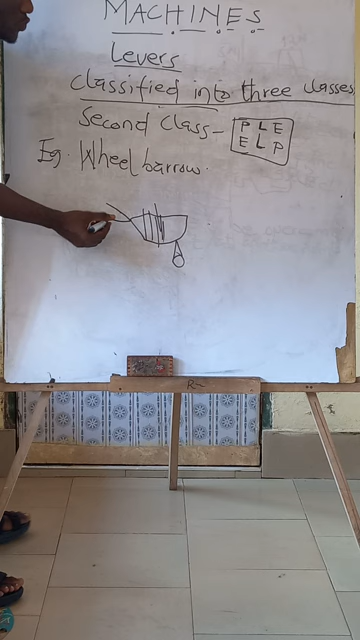 MACHINES
Levers
Classified into three classes
Second class - P L E
E L P
Eg. Wheel barrow.
R